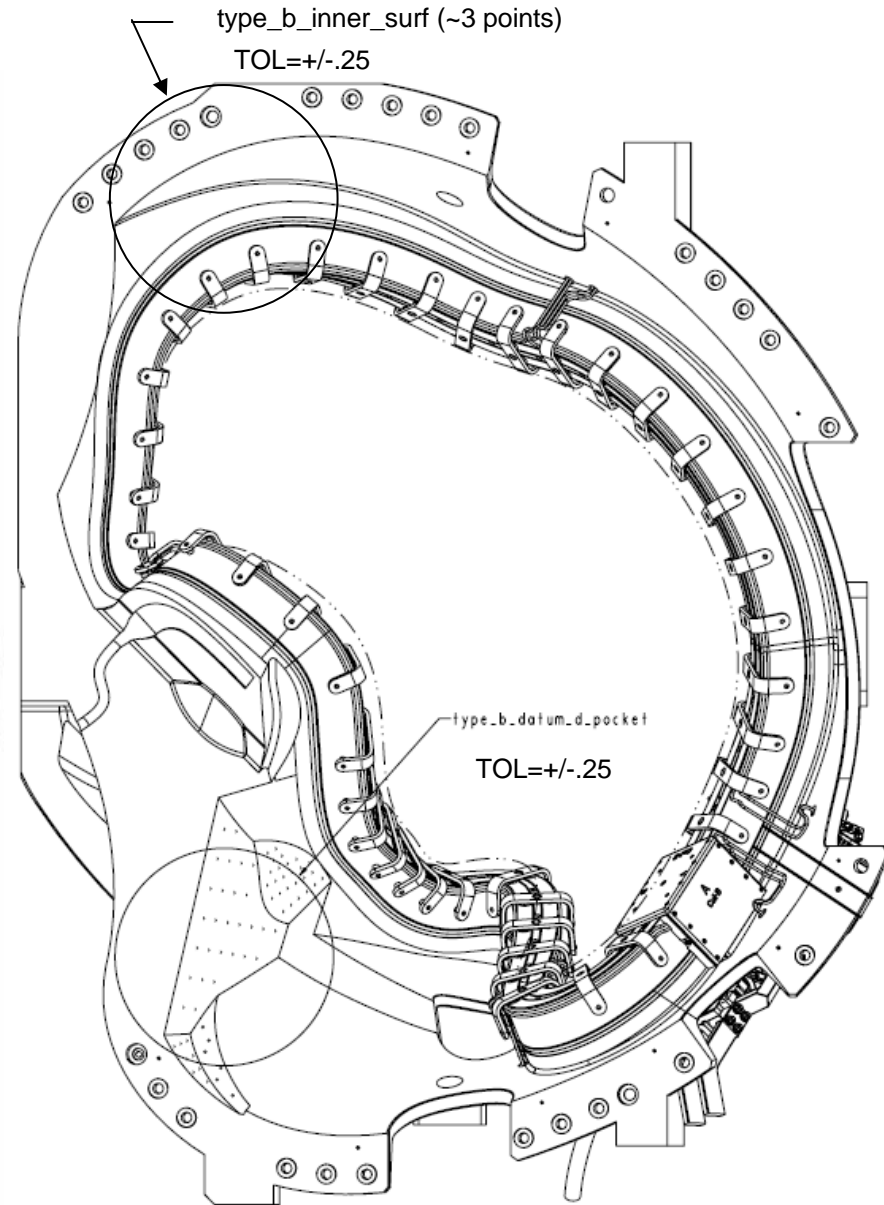 type_b_inner_surf (~3 points)
TOL=+/-.25
type_b_datum_d_pocket
TOL=+/-.25
A